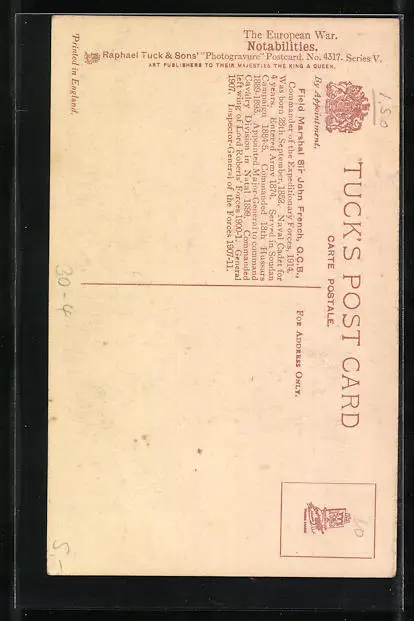 The European War.
Notabilities.
Raphael Tuck & Sons' "Photogravure" Postcard. No. 4317. Series V.
ART PUBLISHERS TO THEIR MAJESTIES THE KING & QUEEN.
By Appointment.
TUCK'S POST CARD
CARTE POSTALE.
Field Marshal Sir John French, G.C.B.,
Commander of the Expeditionary Forces, 1914.
Was born 28th September, 1852. Naval Cadet for
4 years. Entered Army 1874. Served in Soudan
Campaign 1884-5. Commanded 19th Hussars
1889-1893. Appointed Major-General to command
Cavalry Division in Natal 1899. Commanded
left wing of Lord Roberts' Forces 1900-1. General
1907. Inspector-General of the Forces 1907-11.
Printed in England.
FOR ADDRESS ONLY.
1.50
30-4
5.-